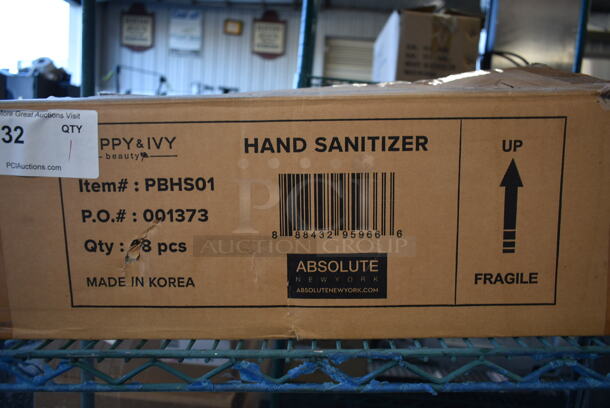 More Great Auctions Visit
32 QTY
1
PCIAuctions.com
PPY & IVY
beauty
HAND SANITIZER
Item# : PBHS01
P.O.# : 001373
Qty : 8 pcs
MADE IN KOREA
8 88432 95966 6
ABSOLUTE
NEW YORK
ABSOLUTENEWYORK.COM
UP
FRAGILE
PCI
AUCTION GROUP